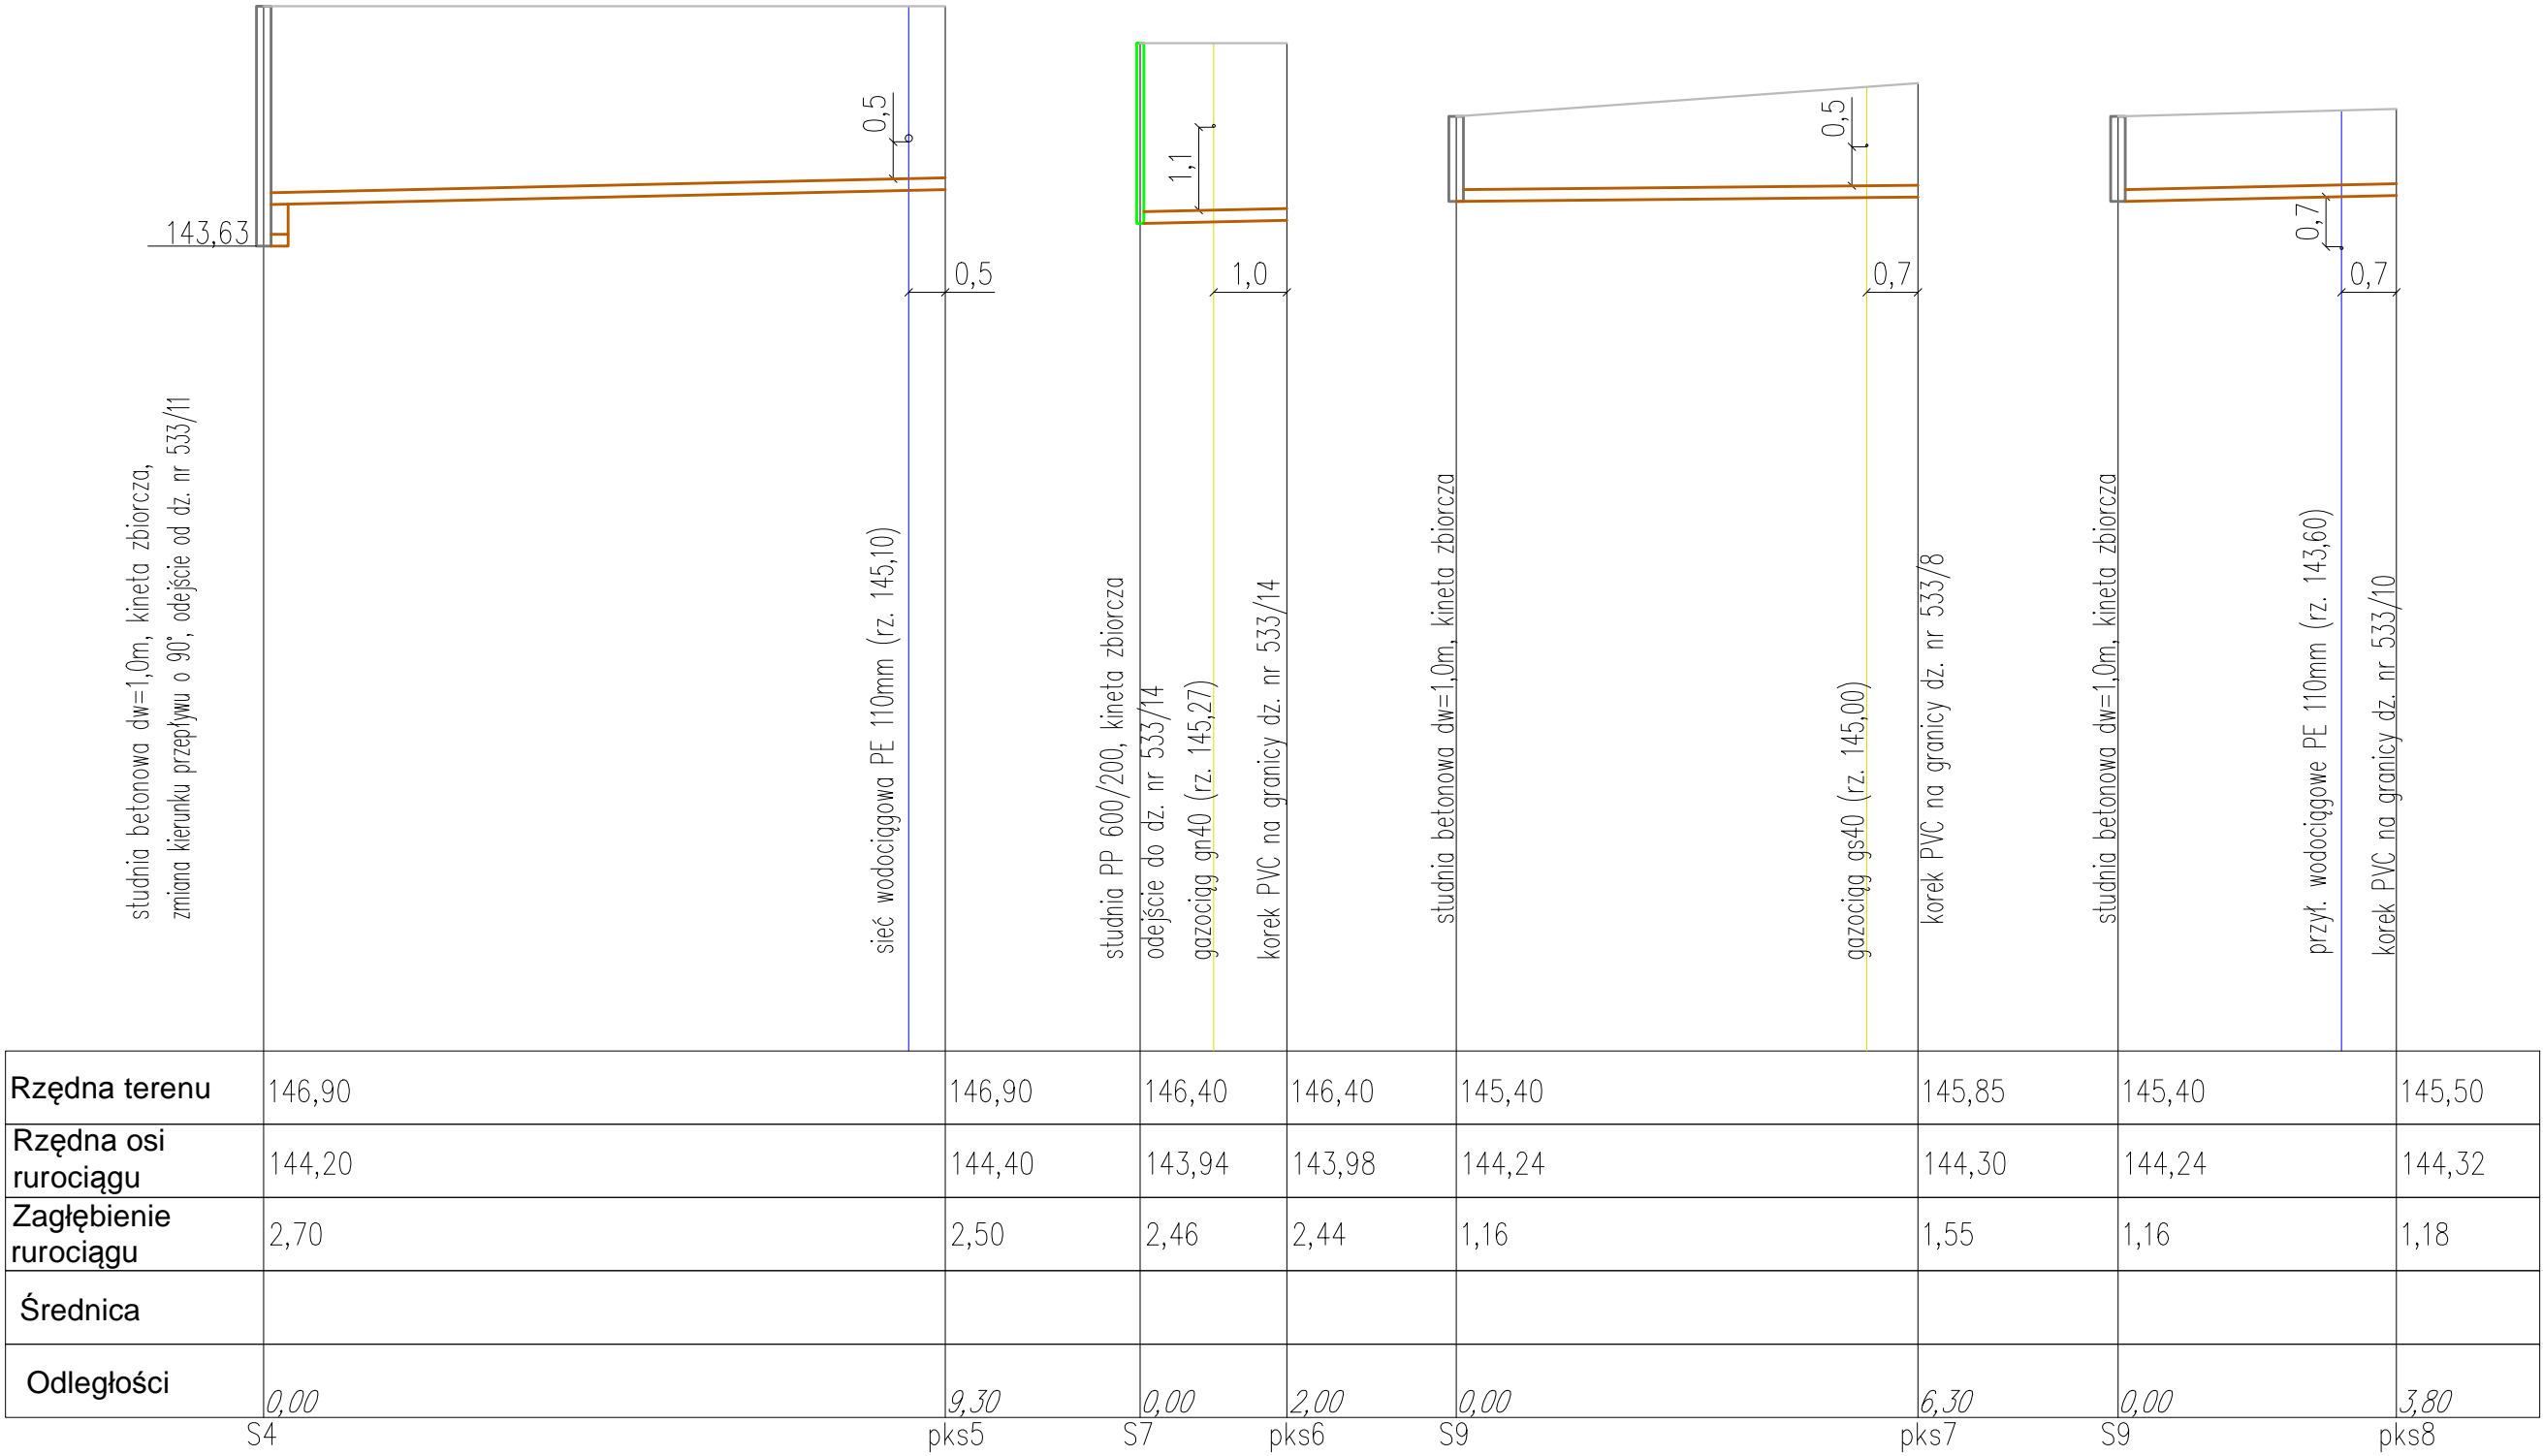 0,5
0,5
1,1
143,63
0,7
0,5
1,0
0,7
0,7
studnia betonowa dw=1,0m, kineta zbiorcza,
zmiana kierunku przepływu o 90°, odejście od dz. nr 533/11
sieć wodociągowa PE 110mm (rz. 145,10)
studnia PP 600/200, kineta zbiorcza
odejście do dz. nr 533/14
gazociąg gn40 (rz. 145,27)
korek PVC na granicy dz. nr 533/14
studnia betonowa dw=1,0m, kineta zbiorcza
gazociąg gs40 (rz. 145,00)
korek PVC na granicy dz. nr 533/8
studnia betonowa dw=1,0m, kineta zbiorcza
przył. wodociągowe PE 110mm (rz. 143,60)
korek PVC na granicy dz. nr 533/10
Rzędna terenu 146,90 146,90 146,40 146,40 145,40 145,85 145,40 145,50
Rzędna osi
rurociągu 144,20 144,40 143,94 143,98 144,24 144,30 144,24 144,32
Zagłębienie
rurociągu 2,70 2,50 2,46 2,44 1,16 1,55 1,16 1,18
Średnica
Odległości 0,00 9,30 0,00 2,00 0,00 6,30 0,00 3,80
S4 pks5 S7 pks6 S9 pks7 S9 pks8